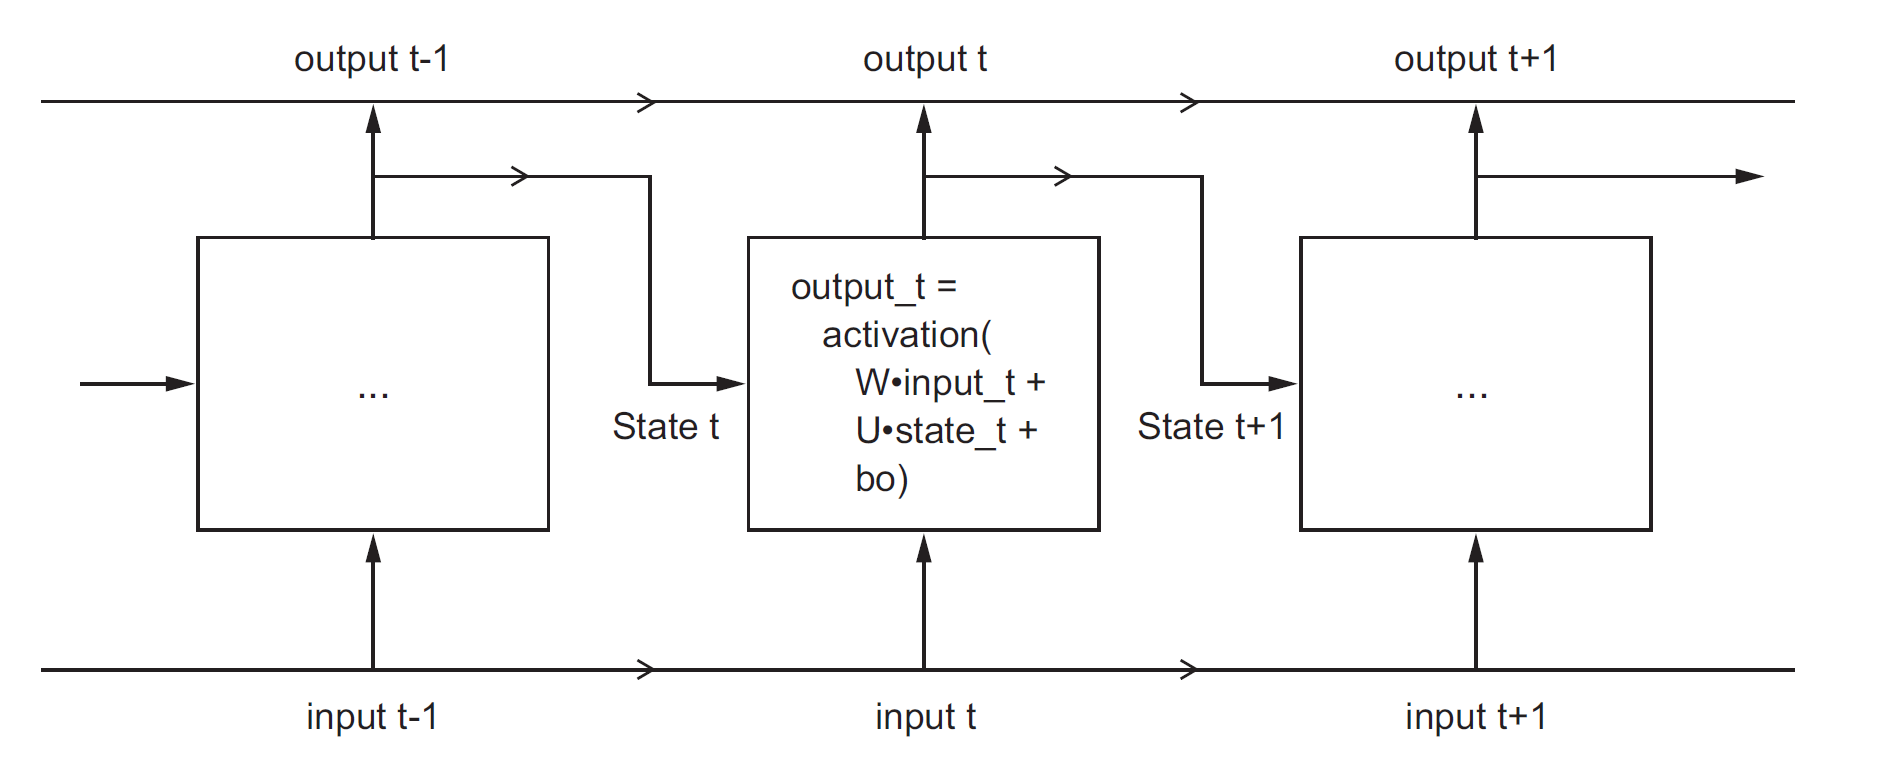 output t-1
output t
output t+1
output_t =
activation(
W•input_t +
U•state_t +
bo)
...
...
State t
State t+1
input t-1
input t
input t+1